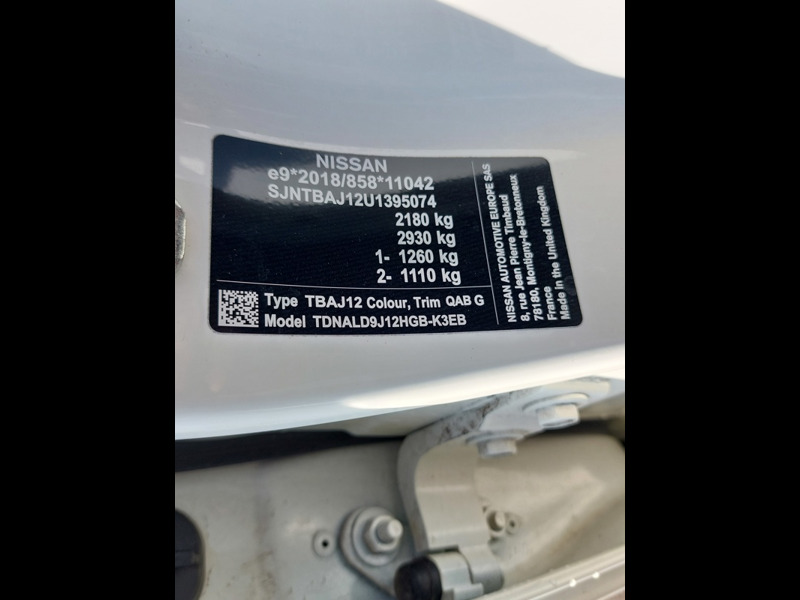 NISSAN
e9*2018/858*11042
SJNTBAJ12U1395074
2180 kg
2930 kg
1- 1260 kg
2- 1110 kg
Type TBAJ12 Colour, Trim QAB G
Model TDNALD9J12HGB-K3EB
NISSAN AUTOMOTIVE EUROPE SAS
8, rue Jean Pierre Timbaud
78180, Montigny-le-Bretonneux
France
Made in the United Kingdom